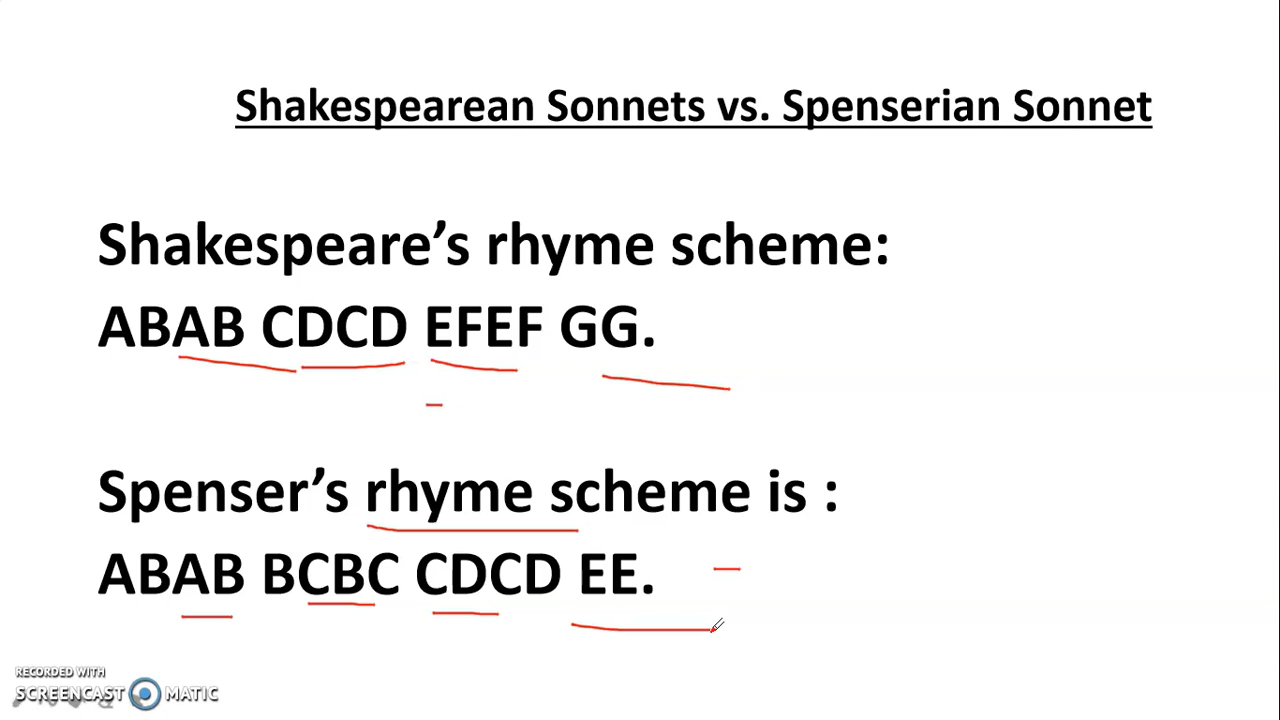 Shakespearean Sonnets vs. Spenserian Sonnet
Shakespeare’s rhyme scheme:
ABAB CDCD EFEF GG.
Spenser’s rhyme scheme is :
ABAB BCBC CDCD EE.
RECORDED WITH
SCREENCAST MATIC